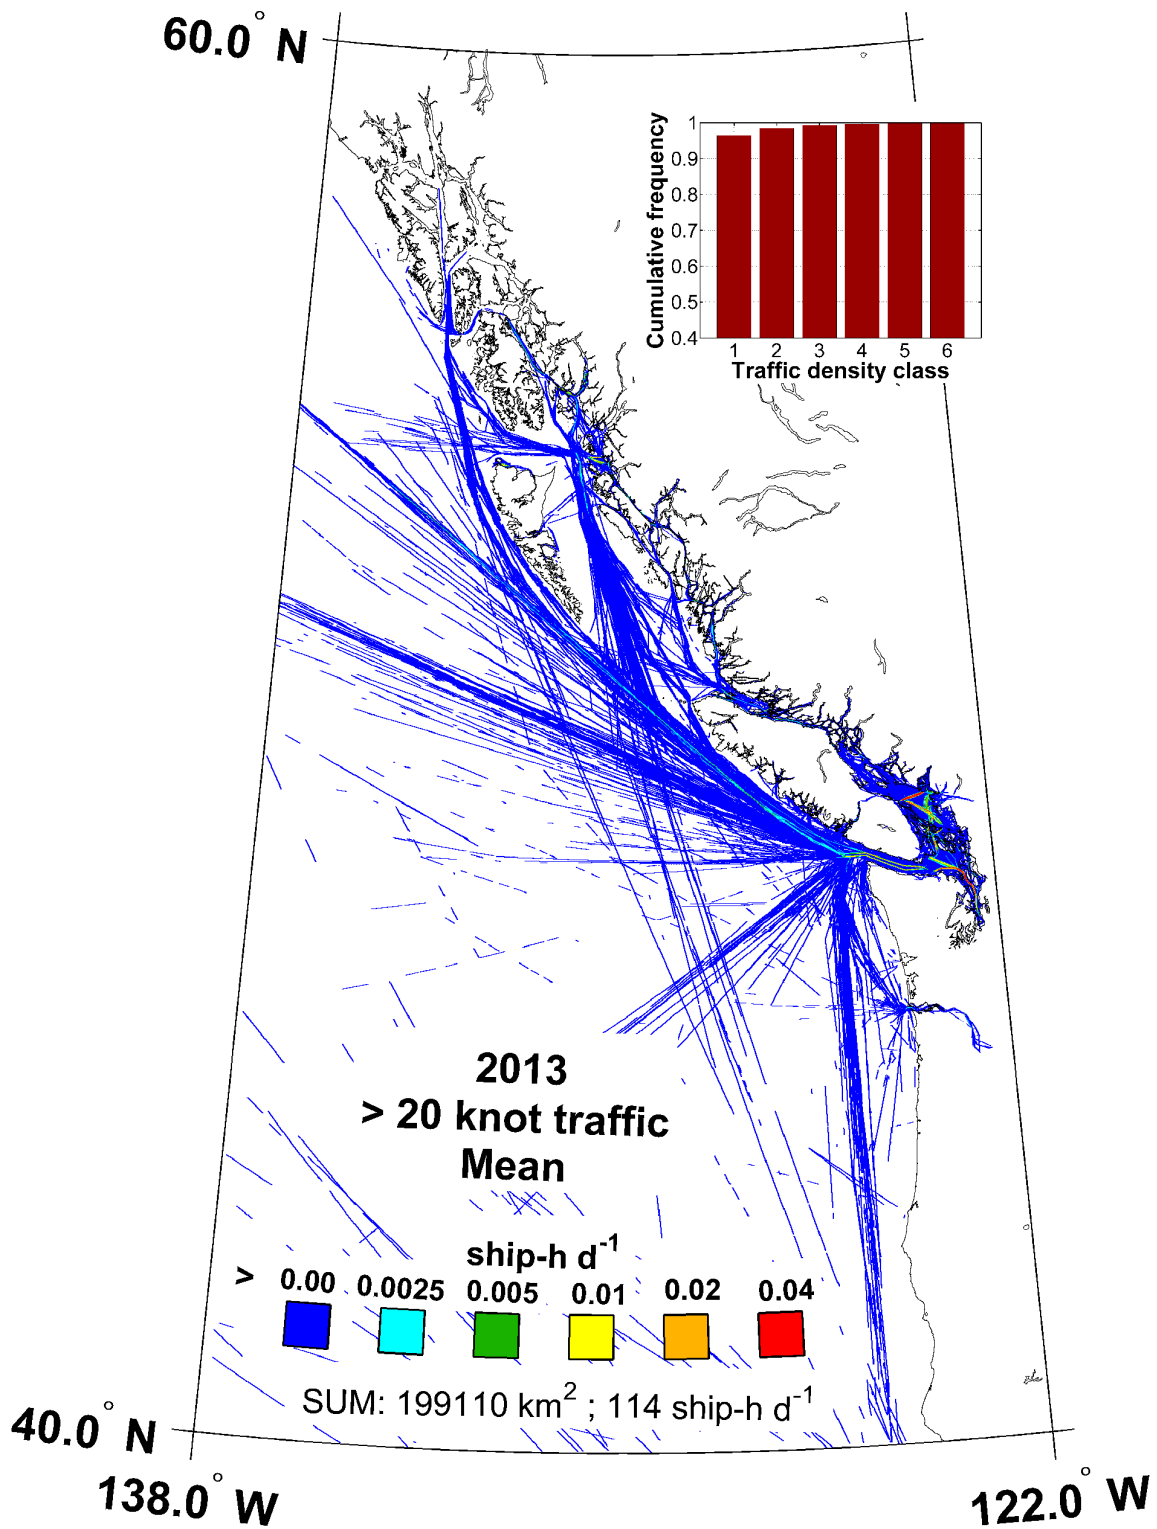 60.0° N
Cumulative frequency
1
0.9
0.8
0.7
0.6
0.5
0.4
1 2 3 4 5 6
Traffic density class
2013
> 20 knot traffic
Mean
ship-h d⁻¹
> 0.00 0.0025 0.005 0.01 0.02 0.04
SUM: 199110 km² ; 114 ship-h d⁻¹
40.0° N
138.0° W
122.0° W